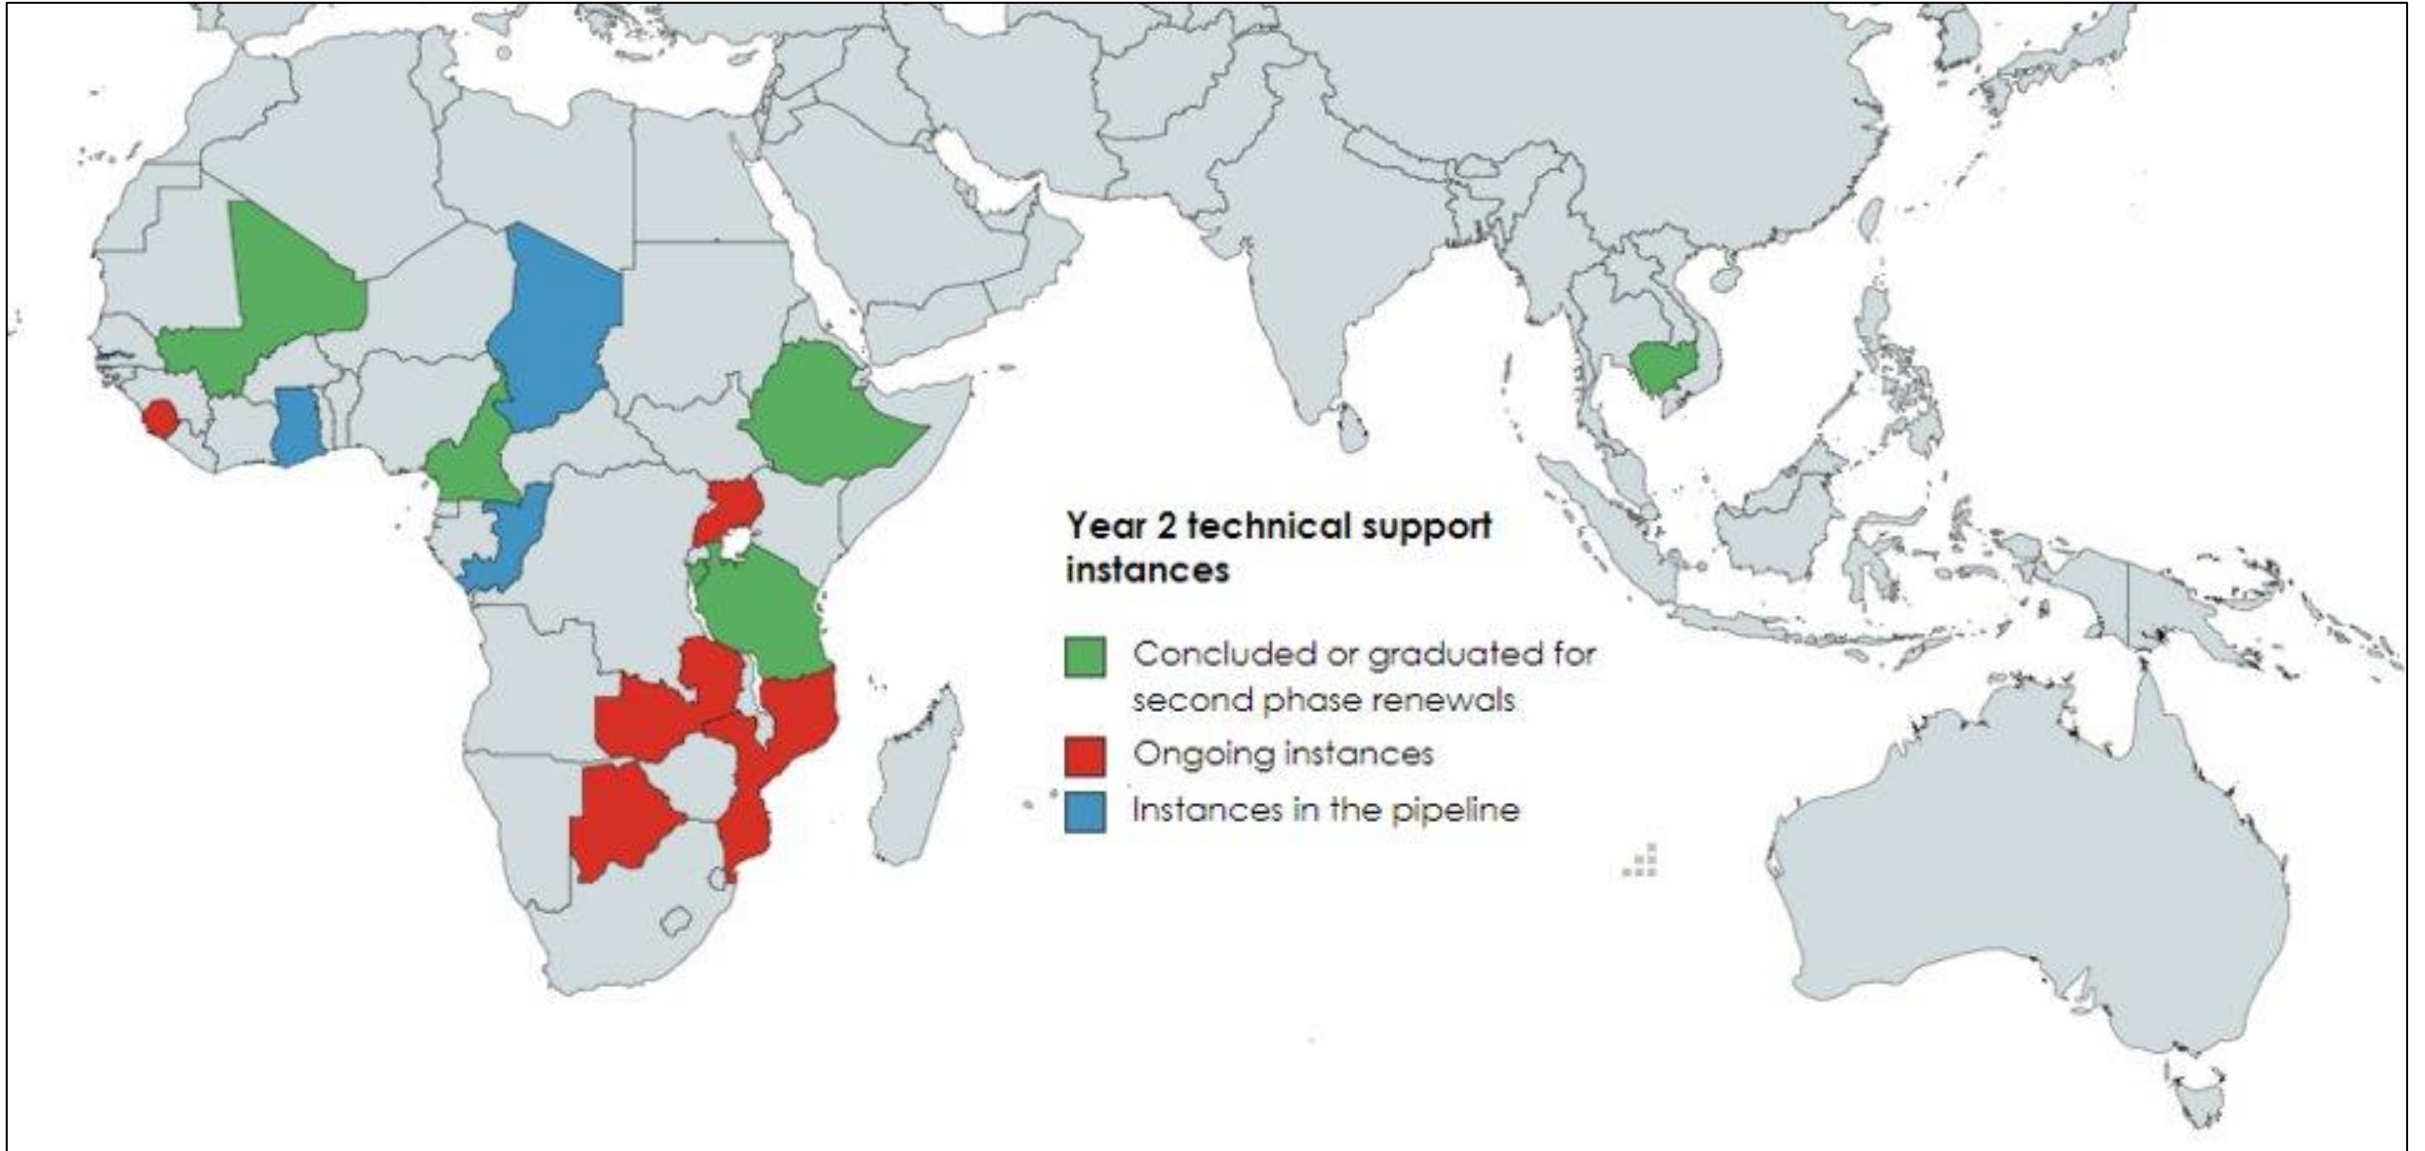 Year 2 technical support
instances
Concluded or graduated for
second phase renewals
Ongoing instances
Instances in the pipeline